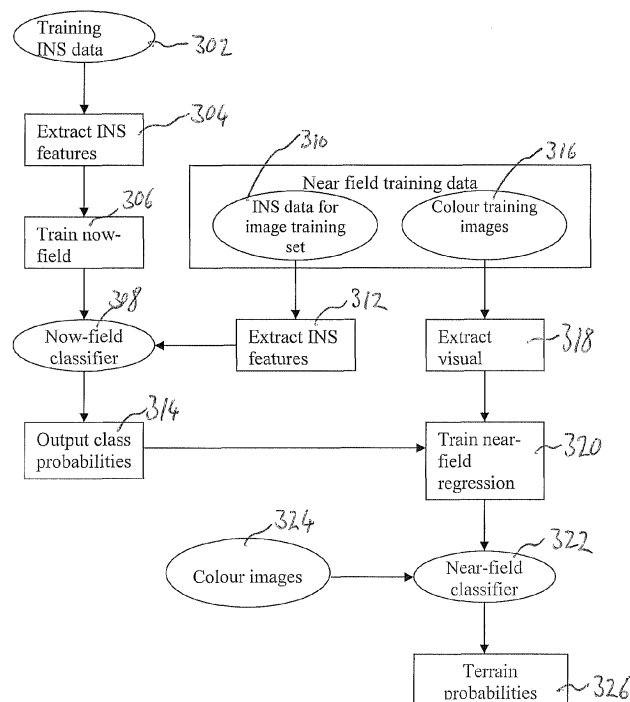 Training
INS data
302
Extract INS
features
304
Train now-
field
306
Near field training data
310
INS data for
image training
set
316
Colour training
images
Now-field
classifier
308
Extract INS
features
312
Extract visual
318
Output class
probabilities
314
Train near-
field
regression
320
Colour images
324
Near-field
classifier
322
Terrain
probabilities
326